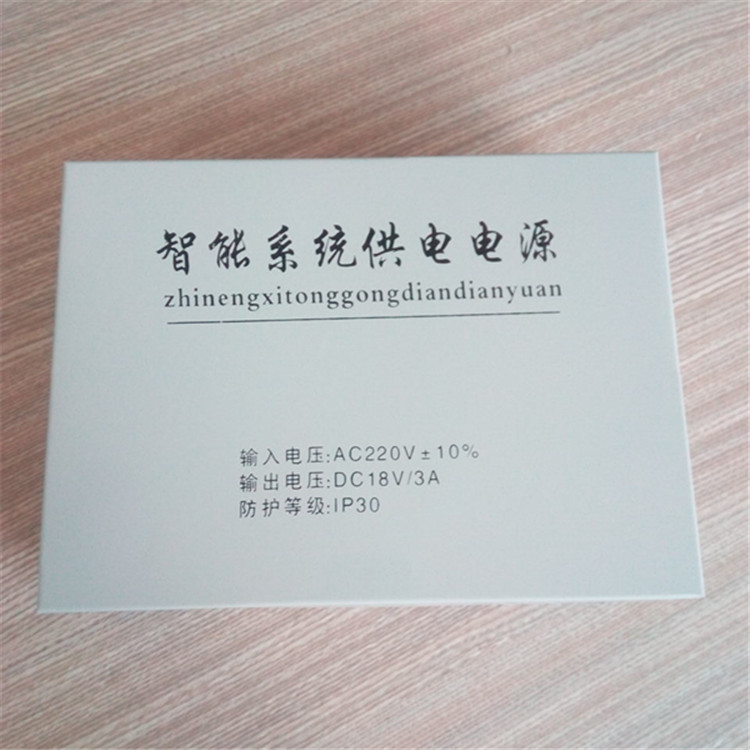 智能系统供电电源
zhinengxitonggongdiandianyuan
输入电压:AC220V±10%
输出电压:DC18V/3A
防护等级:IP30